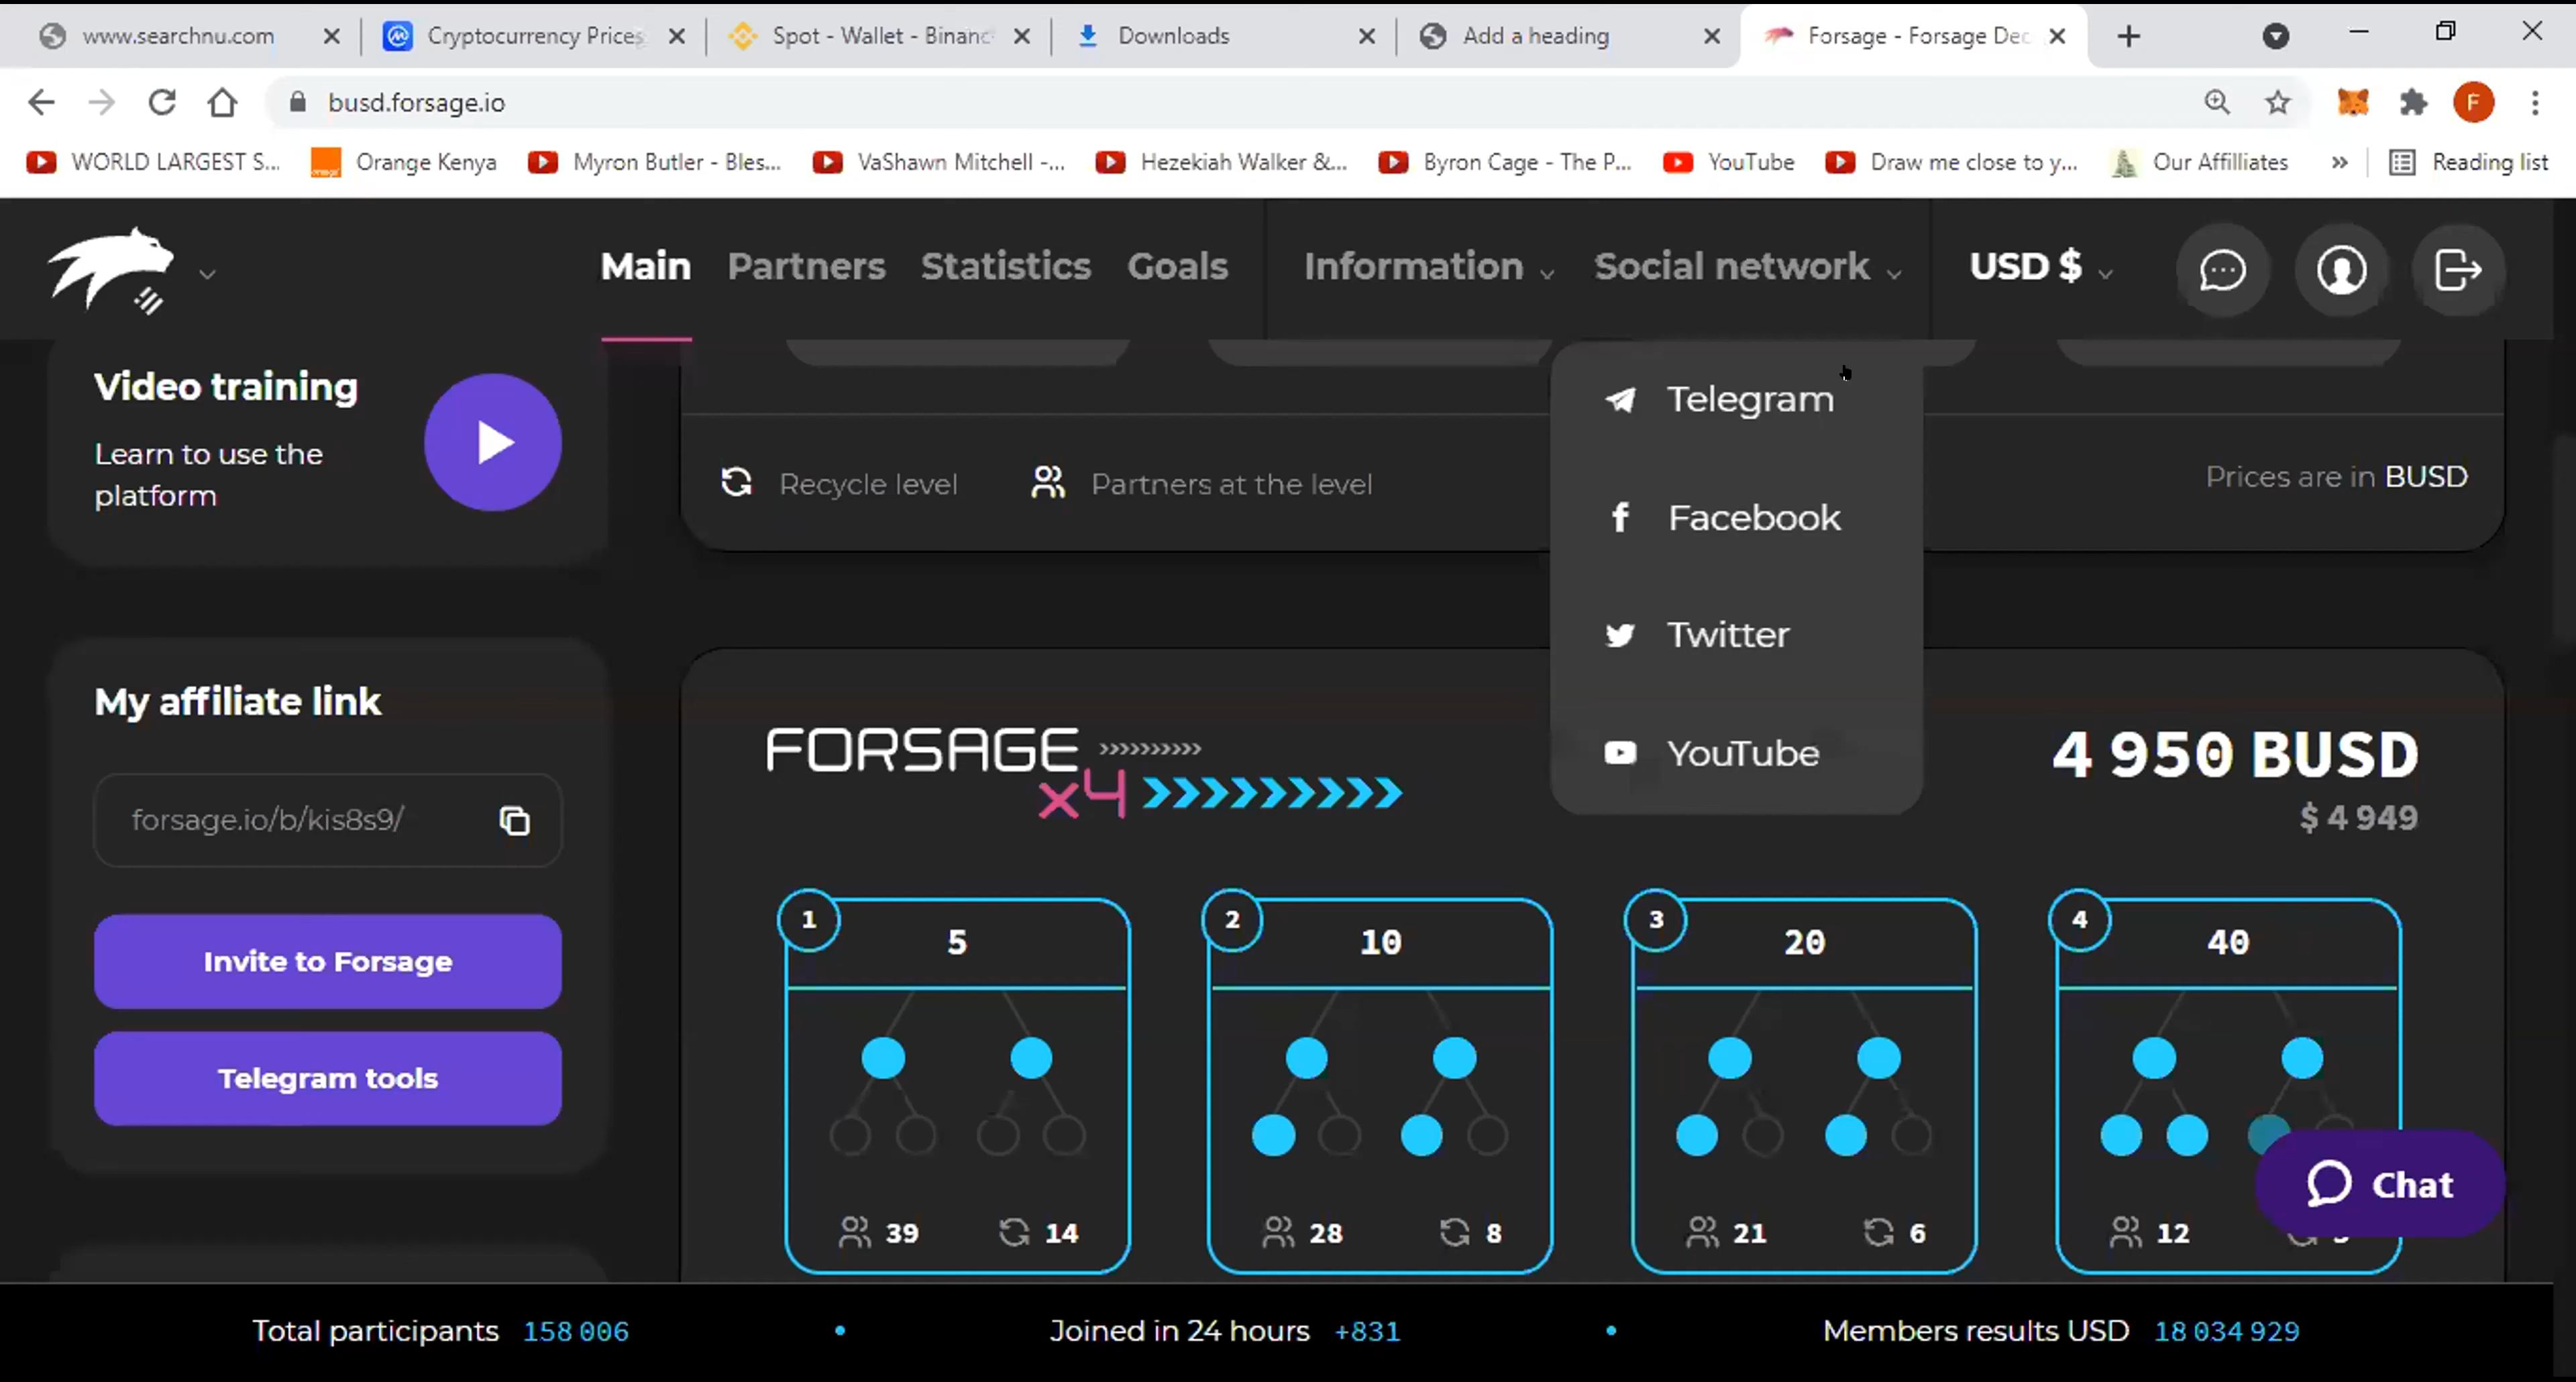 www.searchnu.com
Cryptocurrency Prices
Spot - Wallet - Binanc
Downloads
Add a heading
Forsage - Forsage Dec
busd.forsage.io
F
WORLD LARGEST S...
Orange Kenya
Myron Butler - Bles...
VaShawn Mitchell -...
Hezekiah Walker &...
Byron Cage - The P...
YouTube
Draw me close to y...
Our Affilliates
»
Reading list
Main
Partners
Statistics
Goals
Information
Social network
USD $
Video training
Learn to use the
platform
Recycle level
Partners at the level
Prices are in BUSD
Telegram
Facebook
Twitter
YouTube
My affiliate link
forsage.io/b/kis8s9/
Invite to Forsage
Telegram tools
FORSAGE
x4
4 950 BUSD
$ 4 949
1
5
39
14
2
10
28
8
3
20
21
6
4
40
12
Chat
Total participants 158 006
Joined in 24 hours +831
Members results USD 18 034 929